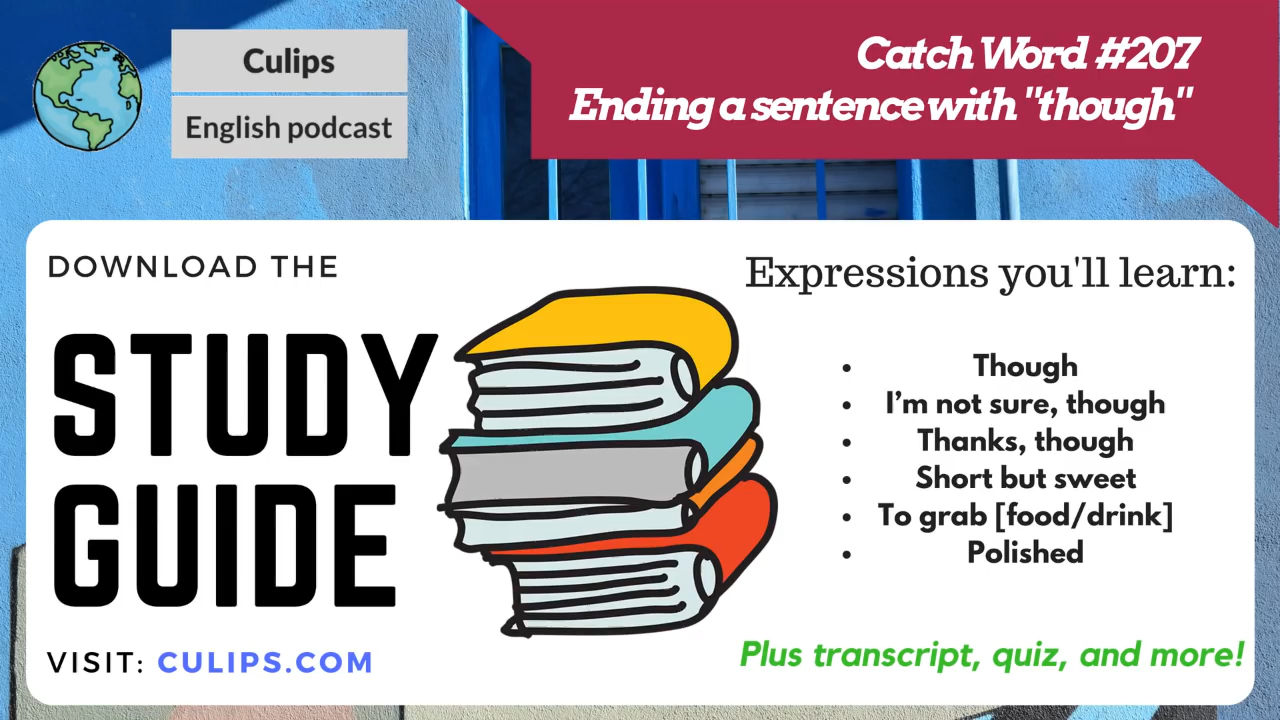 Culips
English podcast
Catch Word #207
Ending a sentence with "though"
DOWNLOAD THE
STUDY
GUIDE
VISIT: CULIPS.COM
Expressions you'll learn:
• Though
• I’m not sure, though
• Thanks, though
• Short but sweet
• To grab [food/drink]
• Polished
Plus transcript, quiz, and more!